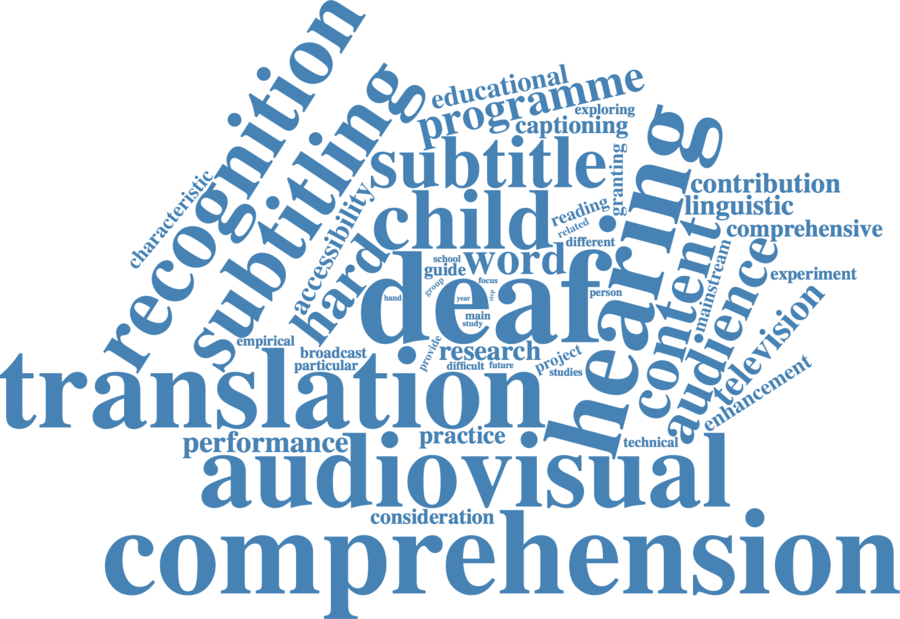 recognition
subtitling
educational
programme
exploring
captioning
subtitle
characteristic
granting
hearing
contribution
linguistic
accessibility
child
reading
related
different
comprehensive
hard
school
guide
word
content
mainstream
audience
experiment
deaf
focus
group
hand
year
step
person
main
study
television
empirical
broadcast
particular
provide
research
difficult
future
project
studies
enhancement
translation
performance
practice
technical
audiovisual
consideration
comprehension